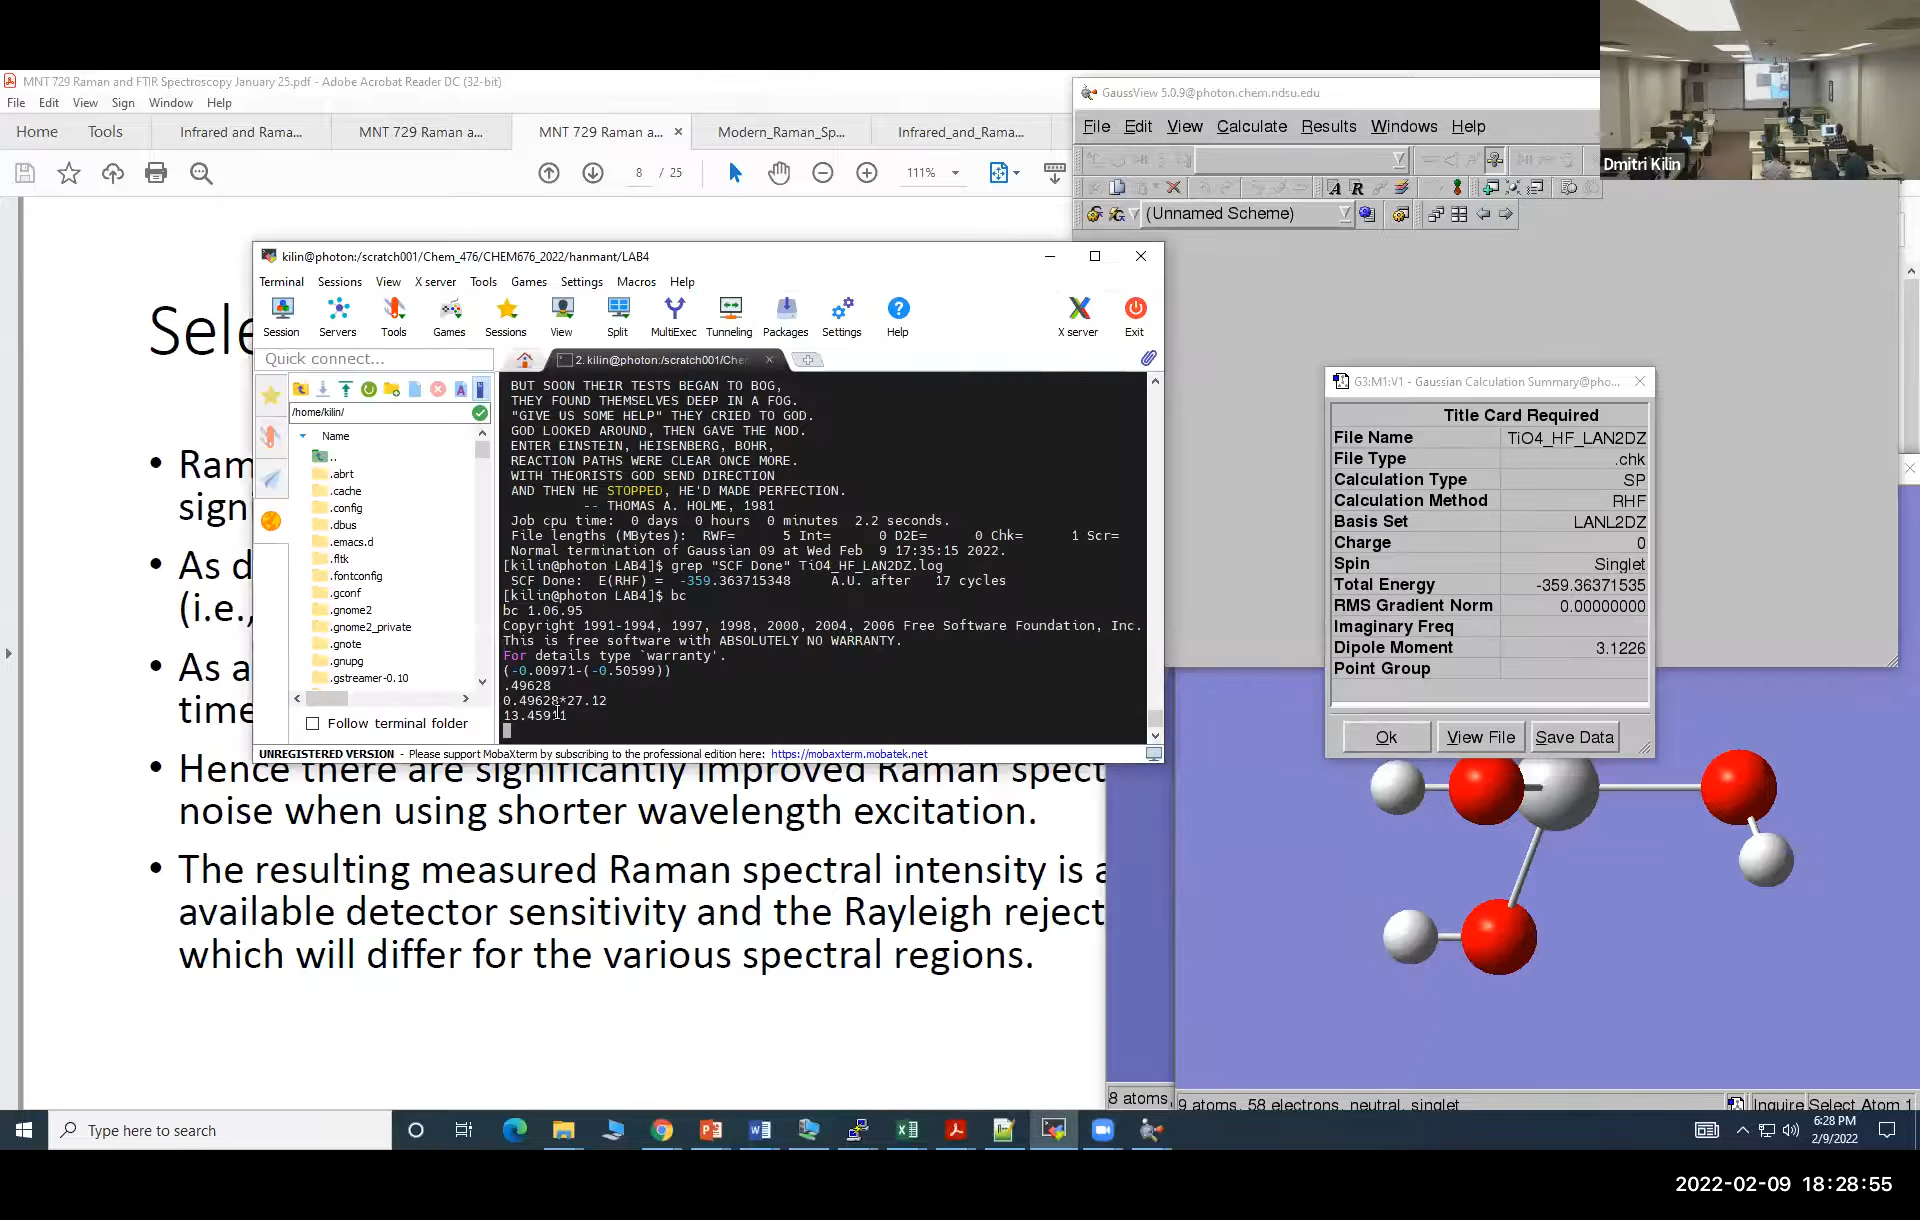 MNT 729 Raman and FTIR Spectroscopy January 25.pdf - Adobe Acrobat Reader DC (32-bit)
File Edit View Sign Window Help
Home Tools Infrared and Rama... MNT 729 Raman a... MNT 729 Raman a... × Modern_Raman_Sp... Infrared_and_Rama...
8 / 25 111%
GaussView 5.0.9@photon.chem.ndsu.edu
File Edit View Calculate Results Windows Help
(Unnamed Scheme)
Dmitri Kilin
Sele
• Ram
sign
• As d
(i.e.,
• As a
time
• Hence there are significantly improved Raman spect
noise when using shorter wavelength excitation.
• The resulting measured Raman spectral intensity is a
available detector sensitivity and the Rayleigh reject
which will differ for the various spectral regions.
kilin@photon:/scratch001/Chem_476/CHEM676_2022/hanmant/LAB4
Terminal Sessions View X server Tools Games Settings Macros Help
Session Servers Tools Games Sessions View Split MultiExec Tunneling Packages Settings Help X server Exit
Quick connect...
2. kilin@photon:/scratch001/Che
/home/kilin/
Name
..
.abrt
.cache
.config
.dbus
.emacs.d
.fltk
.fontconfig
.gconf
.gnome2
.gnome2_private
.gnote
.gnupg
.gstreamer-0.10
Follow terminal folder
BUT SOON THEIR TESTS BEGAN TO BOG,
THEY FOUND THEMSELVES DEEP IN A FOG.
"GIVE US SOME HELP" THEY CRIED TO GOD.
GOD LOOKED AROUND, THEN GAVE THE NOD.
ENTER EINSTEIN, HEISENBERG, BOHR,
REACTION PATHS WERE CLEAR ONCE MORE.
WITH THEORISTS GOD SEND DIRECTION
AND THEN HE STOPPED, HE'D MADE PERFECTION.
-- THOMAS A. HOLME, 1981
Job cpu time: 0 days 0 hours 0 minutes 2.2 seconds.
File lengths (MBytes): RWF= 5 Int= 0 D2E= 0 Chk= 1 Scr=
Normal termination of Gaussian 09 at Wed Feb 9 17:35:15 2022.
[kilin@photon LAB4]$ grep "SCF Done" TiO4_HF_LAN2DZ.log
SCF Done: E(RHF) = -359.363715348 A.U. after 17 cycles
[kilin@photon LAB4]$ bc
bc 1.06.95
Copyright 1991-1994, 1997, 1998, 2000, 2004, 2006 Free Software Foundation, Inc.
This is free software with ABSOLUTELY NO WARRANTY.
For details type `warranty'.
(-0.00971-(-0.50599))
.49628
0.49628*27.12
13.45911
UNREGISTERED VERSION - Please support MobaXterm by subscribing to the professional edition here: https://mobaxterm.mobatek.net
G3:M1:V1 - Gaussian Calculation Summary@pho...
Title Card Required
File Name TiO4_HF_LAN2DZ
File Type .chk
Calculation Type SP
Calculation Method RHF
Basis Set LANL2DZ
Charge 0
Spin Singlet
Total Energy -359.36371535
RMS Gradient Norm 0.00000000
Imaginary Freq
Dipole Moment 3.1226
Point Group
Ok View File Save Data
8 atoms,
9 atoms, 58 electrons, neutral, singlet Inquire Select Atom 1
Type here to search
6:28 PM
2/9/2022
2022-02-09 18:28:55